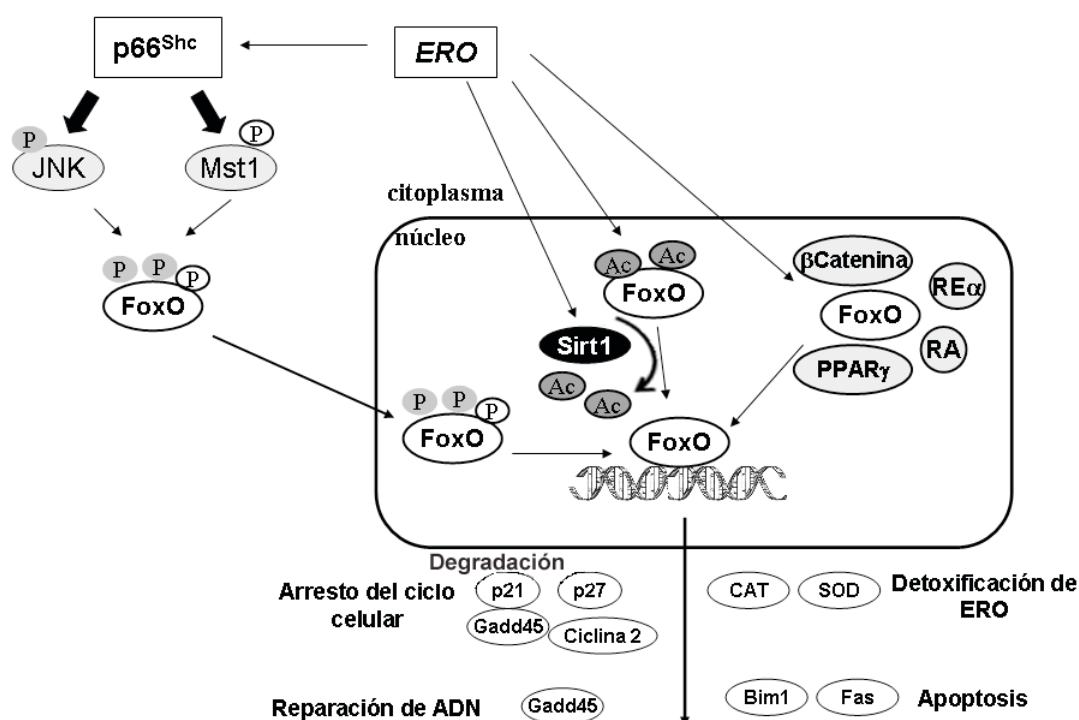 p66Shc
ERO
P
P
JNK
Mst1
citoplasma
núcleo
P
P
P
FoxO
Ac
Ac
FoxO
βCatenina
REα
FoxO
RA
PPARγ
Sirt1
Ac
Ac
P
P
P
FoxO
FoxO
Degradación
Arresto del ciclo
celular
p21
p27
Gadd45
Ciclina 2
CAT
SOD
Detoxificación de
ERO
Reparación de ADN
Gadd45
Bim1
Fas
Apoptosis